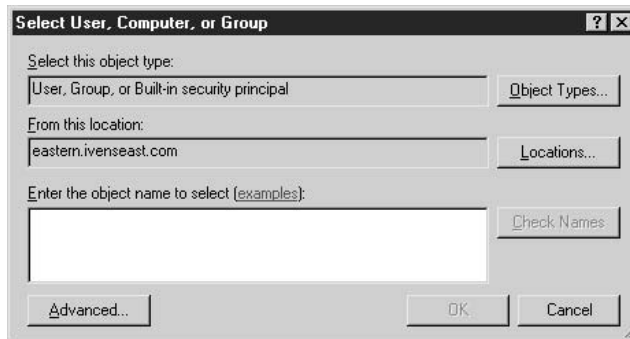 Select User, Computer, or Group
Select this object type:
User, Group, or Built-in security principal
Object Types...
From this location:
eastern.ivenseast.com
Locations...
Enter the object name to select (examples):
Check Names
Advanced...
OK
Cancel